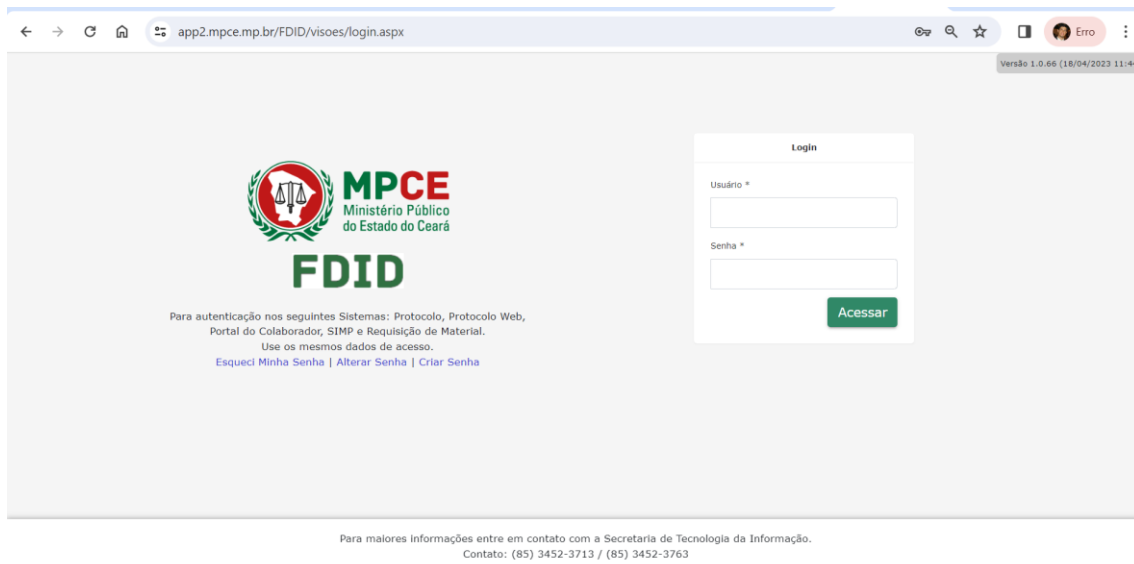 app2.mpce.mp.br/FDID/visoes/login.aspx
Erro
Versão 1.0.66 (18/04/2023 11:4
Login
MPCE
Ministério Público
do Estado do Ceará
FDID
Usuário *
Senha *
Acessar
Para autenticação nos seguintes Sistemas: Protocolo, Protocolo Web,
Portal do Colaborador, SIMP e Requisição de Material.
Use os mesmos dados de acesso.
Esqueci Minha Senha | Alterar Senha | Criar Senha
Para maiores informações entre em contato com a Secretaria de Tecnologia da Informação.
Contato: (85) 3452-3713 / (85) 3452-3763